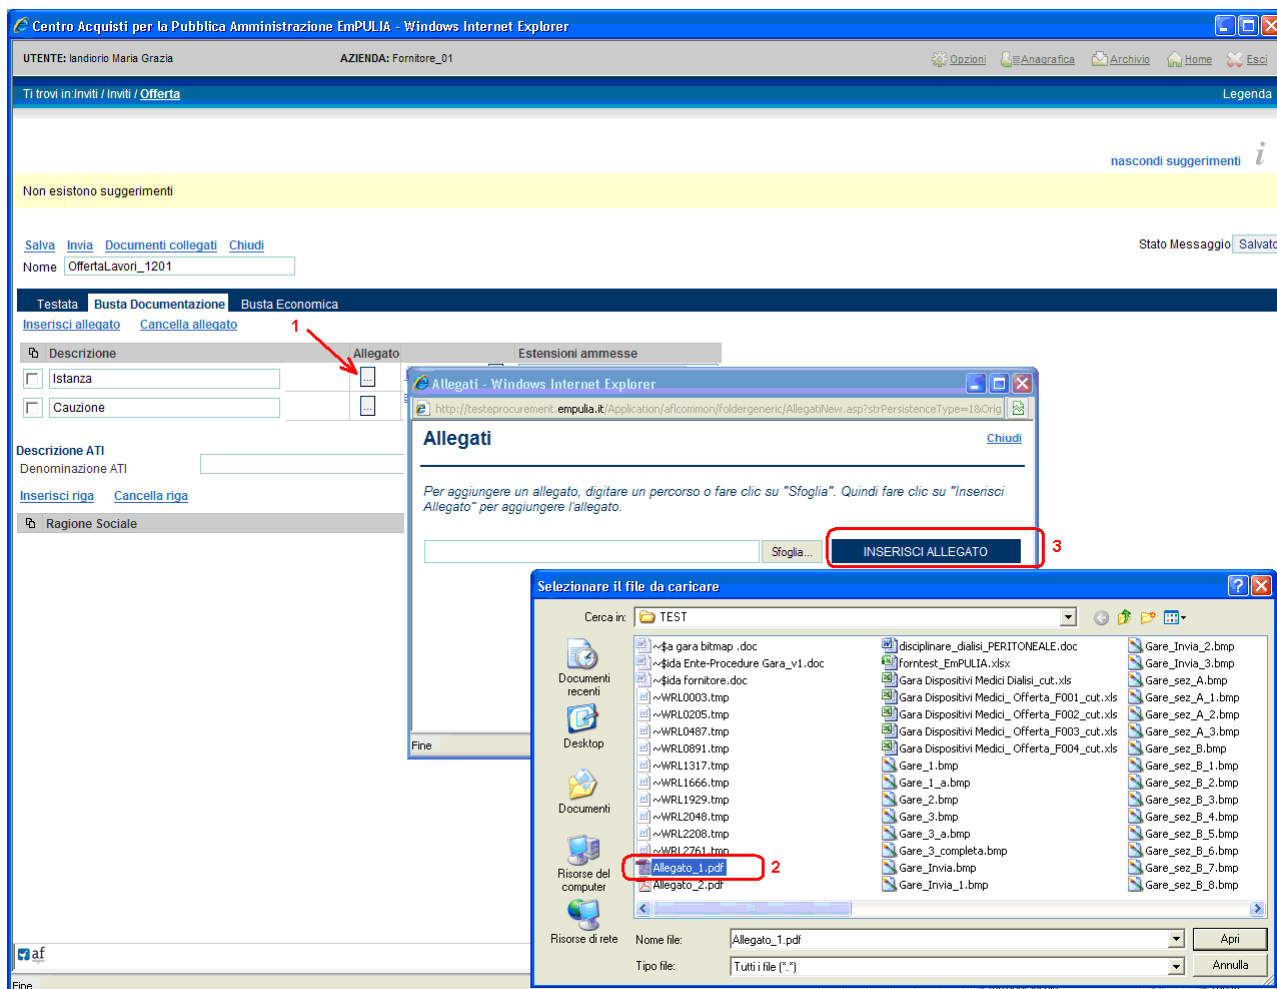 Centro Acquisti per la Pubblica Amministrazione EmPULIA - Windows Internet Explorer
UTENTE: Iandiorio Maria Grazia AZIENDA: Fornitore_01 Opzioni Anagrafica Archivio Home Esci
Ti trovi in:Inviti / Inviti / Offerta Legenda
nascondi suggerimenti i
Non esistono suggerimenti
Salva Invia Documenti collegati Chiudi Stato Messaggio Salvato
Nome OffertaLavori_1201
Testata Busta Documentazione Busta Economica
Inserisci allegato Cancella allegato 1
Descrizione Allegato Estensioni ammesse
Istanza ...
Cauzione ...
Descrizione ATI
Denominazione ATI
Inserisci riga Cancella riga
Ragione Sociale
Allegati - Windows Internet Explorer
http://testeprocurement.empulia.it/Application/aflcommon/foldergeneric/AllegatiNew.asp?strPersistenceType=1&Orig
Allegati Chiudi
Per aggiungere un allegato, digitare un percorso o fare clic su "Sfoglia". Quindi fare clic su "Inserisci
Allegato" per aggiungere l'allegato.
Sfoglia... INSERISCI ALLEGATO 3
Fine
Selezionare il file da caricare
Cerca in: TEST
Documenti recenti
Desktop
Documenti
Risorse del computer
Risorse di rete
~$a gara bitmap .doc
~$ida Ente-Procedure Gara_v1.doc
~$ida fornitore.doc
~WRL0003.tmp
~WRL0205.tmp
~WRL0487.tmp
~WRL0891.tmp
~WRL1317.tmp
~WRL1666.tmp
~WRL1929.tmp
~WRL2048.tmp
~WRL2208.tmp
~WRL2761.tmp
Allegato_1.pdf 2
Allegato_2.pdf
disciplinare_dialisi_PERITONEALE.doc
forntest_EmPULIA.xlsx
Gara Dispositivi Medici Dialisi_cut.xls
Gara Dispositivi Medici_ Offerta_F001_cut.xls
Gara Dispositivi Medici_ Offerta_F002_cut.xls
Gara Dispositivi Medici_ Offerta_F003_cut.xls
Gara Dispositivi Medici_ Offerta_F004_cut.xls
Gare_1.bmp
Gare_1_a.bmp
Gare_2.bmp
Gare_3.bmp
Gare_3_a.bmp
Gare_3_completa.bmp
Gare_Invia.bmp
Gare_Invia_1.bmp
Gare_Invia_2.bmp
Gare_Invia_3.bmp
Gare_sez_A.bmp
Gare_sez_A_1.bmp
Gare_sez_A_2.bmp
Gare_sez_A_3.bmp
Gare_sez_B.bmp
Gare_sez_B_1.bmp
Gare_sez_B_2.bmp
Gare_sez_B_3.bmp
Gare_sez_B_4.bmp
Gare_sez_B_5.bmp
Gare_sez_B_6.bmp
Gare_sez_B_7.bmp
Gare_sez_B_8.bmp
Nome file: Allegato_1.pdf Apri
Tipo file: Tutti i file (*.*) Annulla
af
Fine